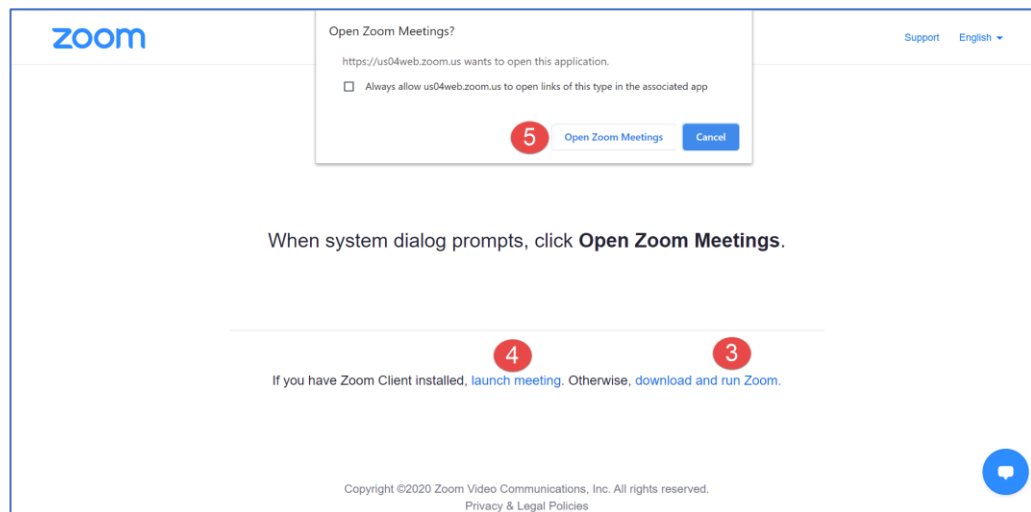 zoom
Support English
Open Zoom Meetings?
https://us04web.zoom.us wants to open this application.
Always allow us04web.zoom.us to open links of this type in the associated app
5 Open Zoom Meetings Cancel
When system dialog prompts, click Open Zoom Meetings.
4 3
If you have Zoom Client installed, launch meeting. Otherwise, download and run Zoom.
Copyright ©2020 Zoom Video Communications, Inc. All rights reserved.
Privacy & Legal Policies